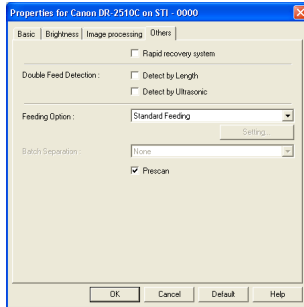 Properties for Canon DR-2510C on STI - 0000
Basic Brightness Image processing Others
Rapid recovery system
Double Feed Detection : Detect by Length
Detect by Ultrasonic
Feeding Option : Standard Feeding
Setting...
Batch Separation: None
Prescan
OK Cancel Default Help